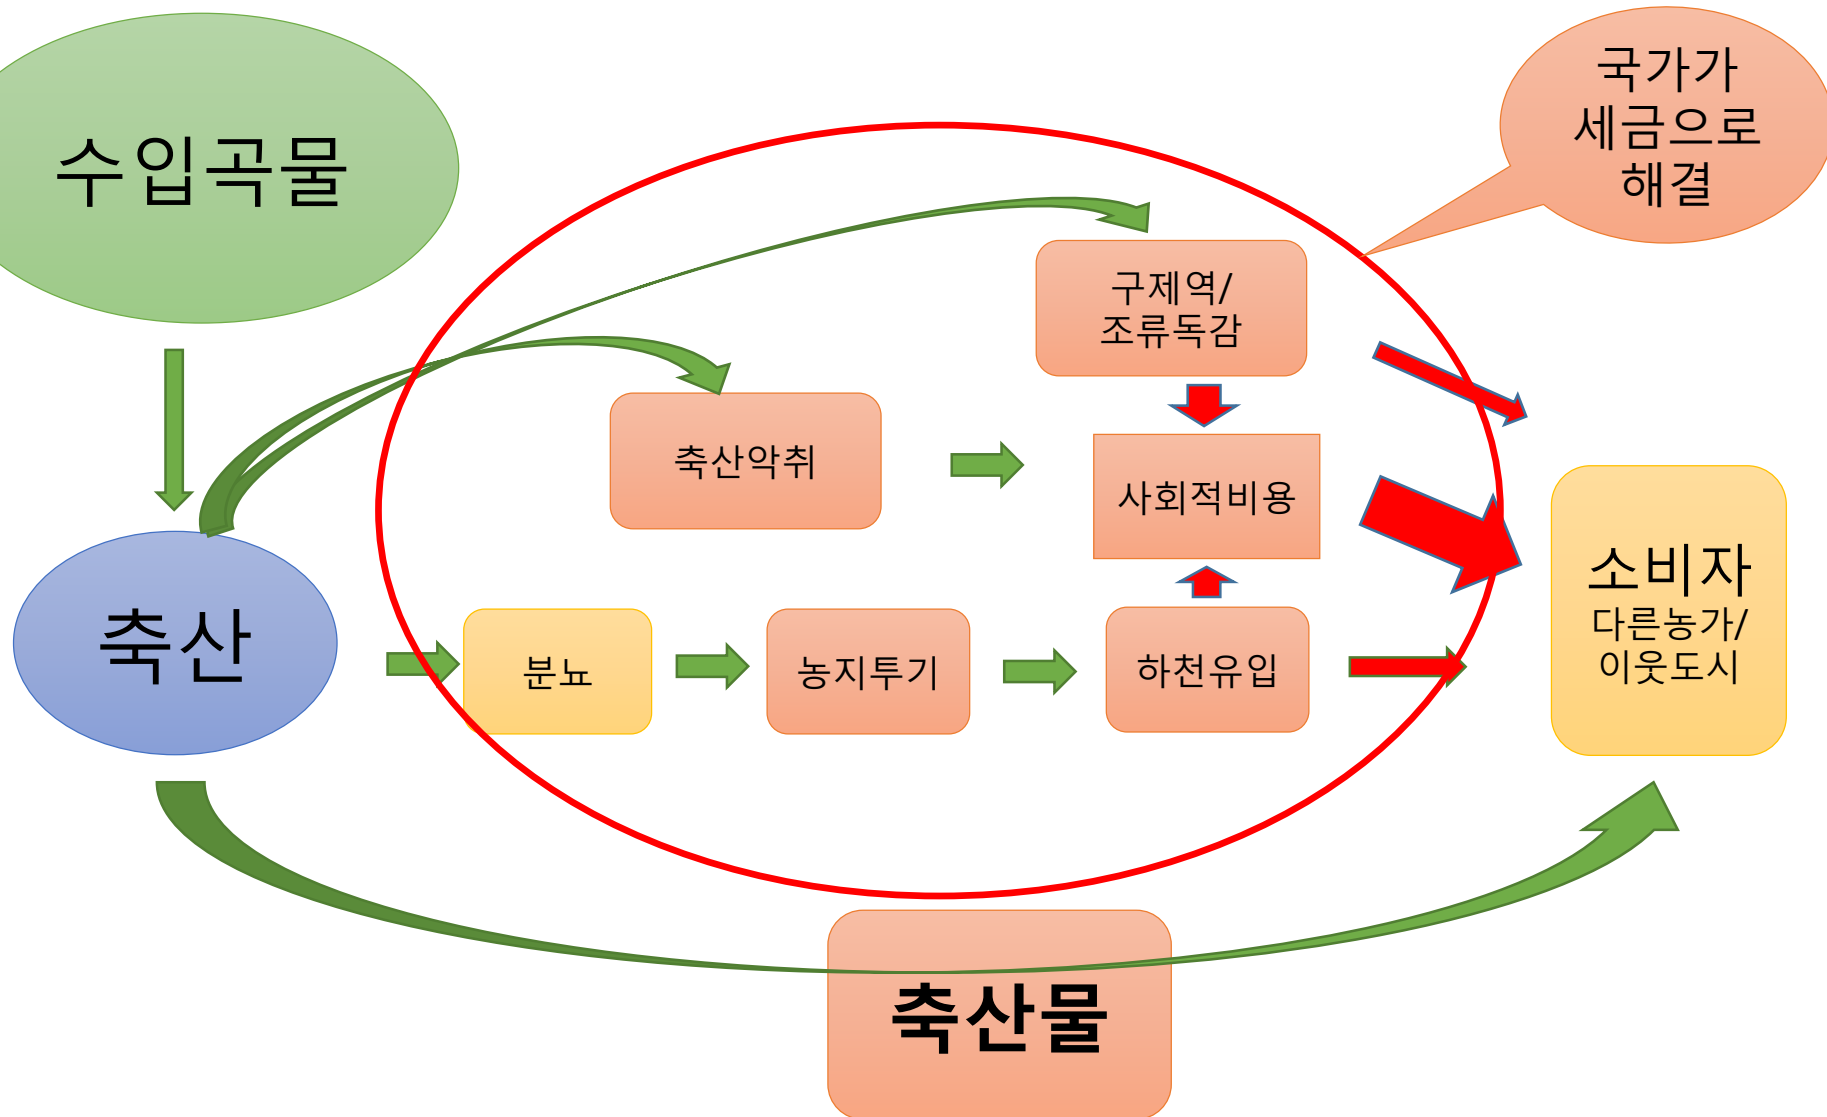 수입곡물
국가가
세금으로
해결
구제역/
조류독감
축산악취
사회적비용
소비자
다른농가/
이웃도시
축산
분뇨
농지투기
하천유입
축산물